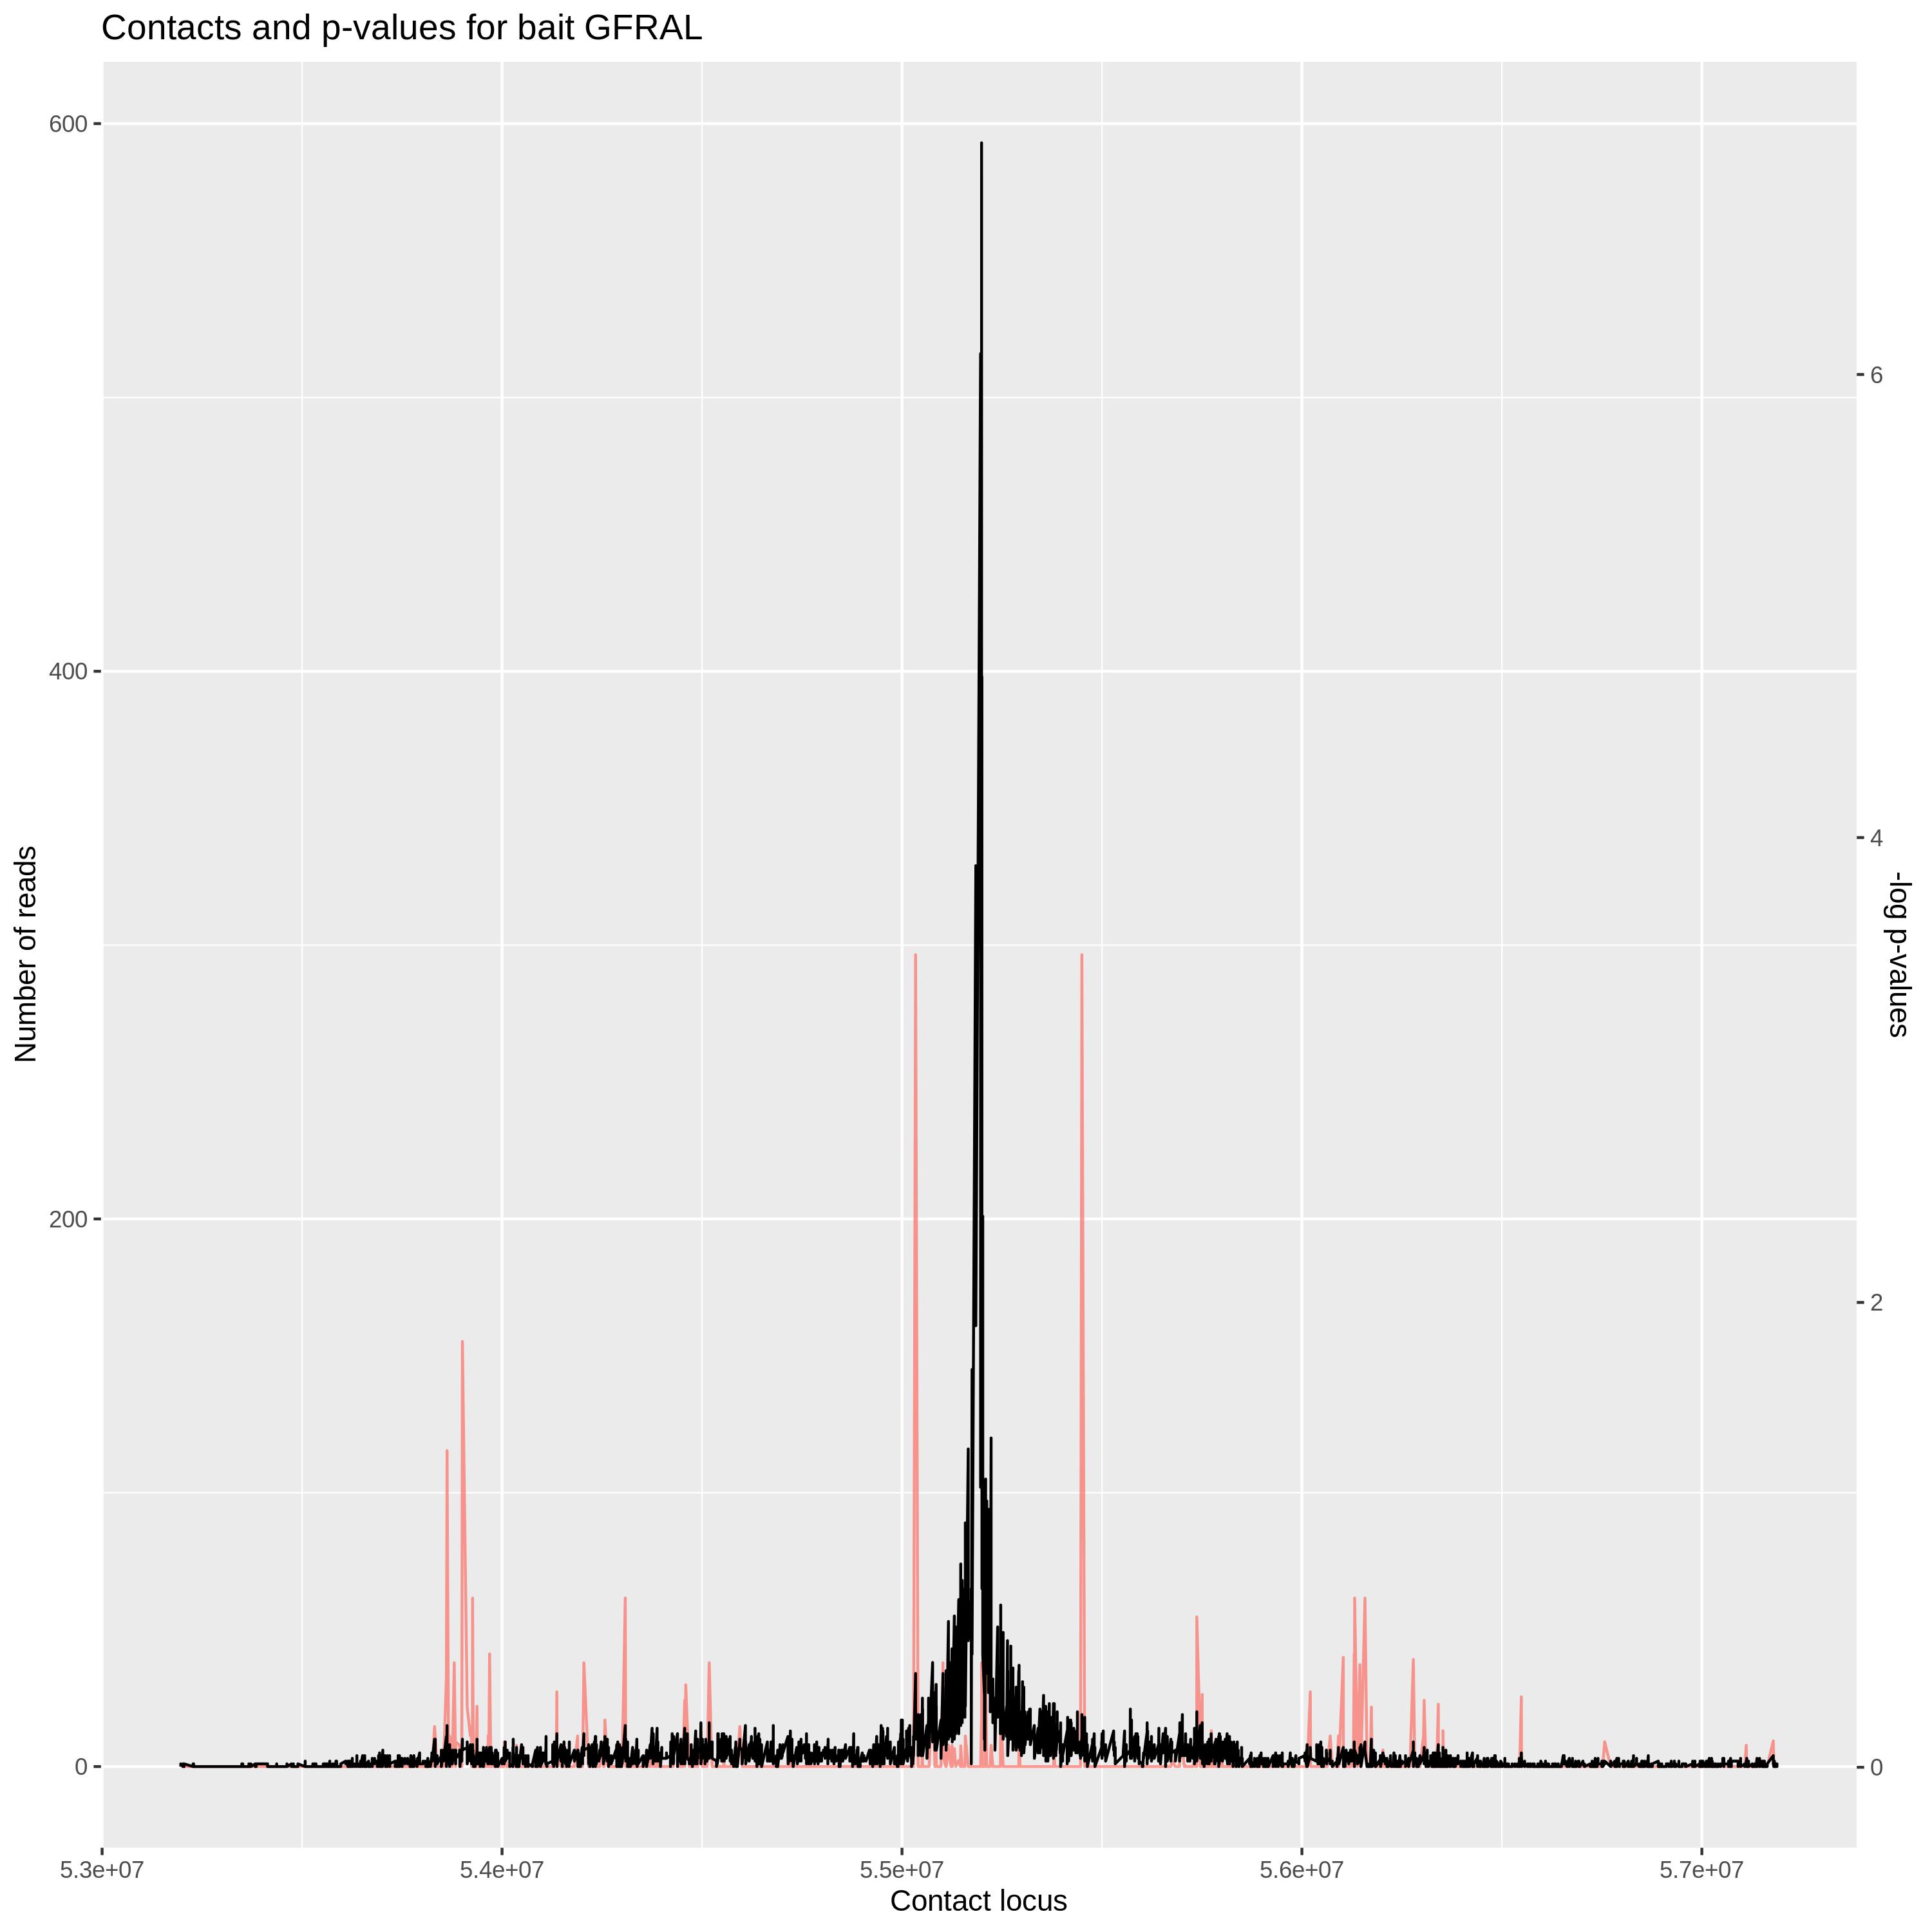 Contacts and p-values for bait GFRAL
600
400
200
0
6
4
2
0
Number of reads
-log p-values
5.3e+07 5.4e+07 5.5e+07 5.6e+07 5.7e+07
Contact locus